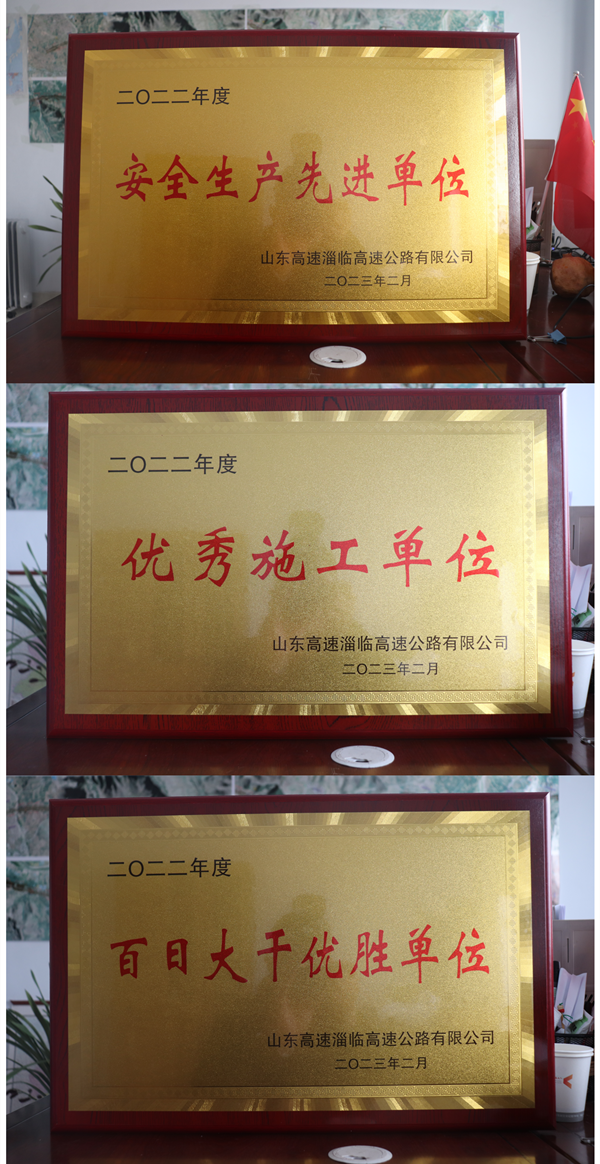 二〇二二年度
安全生产先进单位
山东高速淄临高速公路有限公司
二〇二三年二月
二〇二二年度
优秀施工单位
山东高速淄临高速公路有限公司
二〇二三年二月
二〇二二年度
百日大干优胜单位
山东高速淄临高速公路有限公司
二〇二三年二月